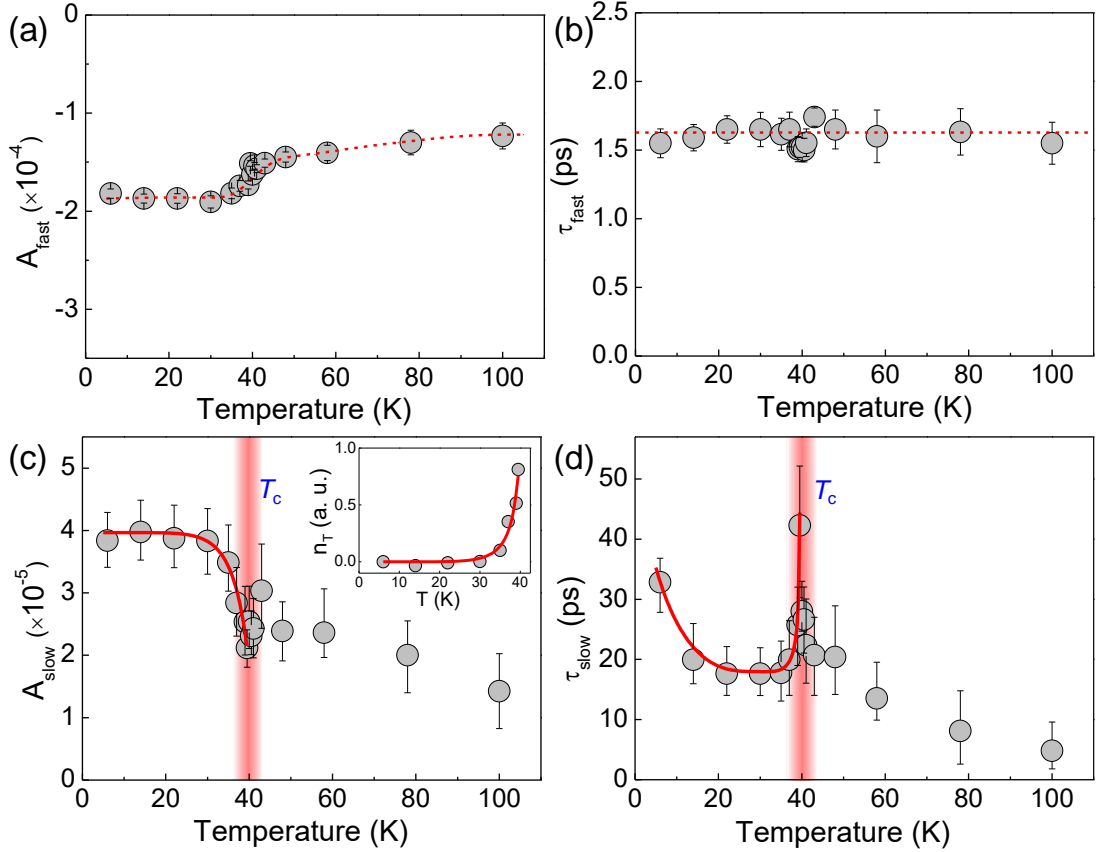 (a)
0
-1
-2
-3
A_fast (×10^-4)
0 20 40 60 80 100
Temperature (K)
(b)
2.5
2.0
1.5
1.0
0.5
0.0
τ_fast (ps)
0 20 40 60 80 100
Temperature (K)
(c)
5
4
3
2
1
0
A_slow (×10^-5)
T_c
1.0
0.5
0.0
n_T (a. u.)
0 10 20 30 40
T (K)
0 20 40 60 80 100
Temperature (K)
(d)
50
40
30
20
10
0
τ_slow (ps)
T_c
0 20 40 60 80 100
Temperature (K)